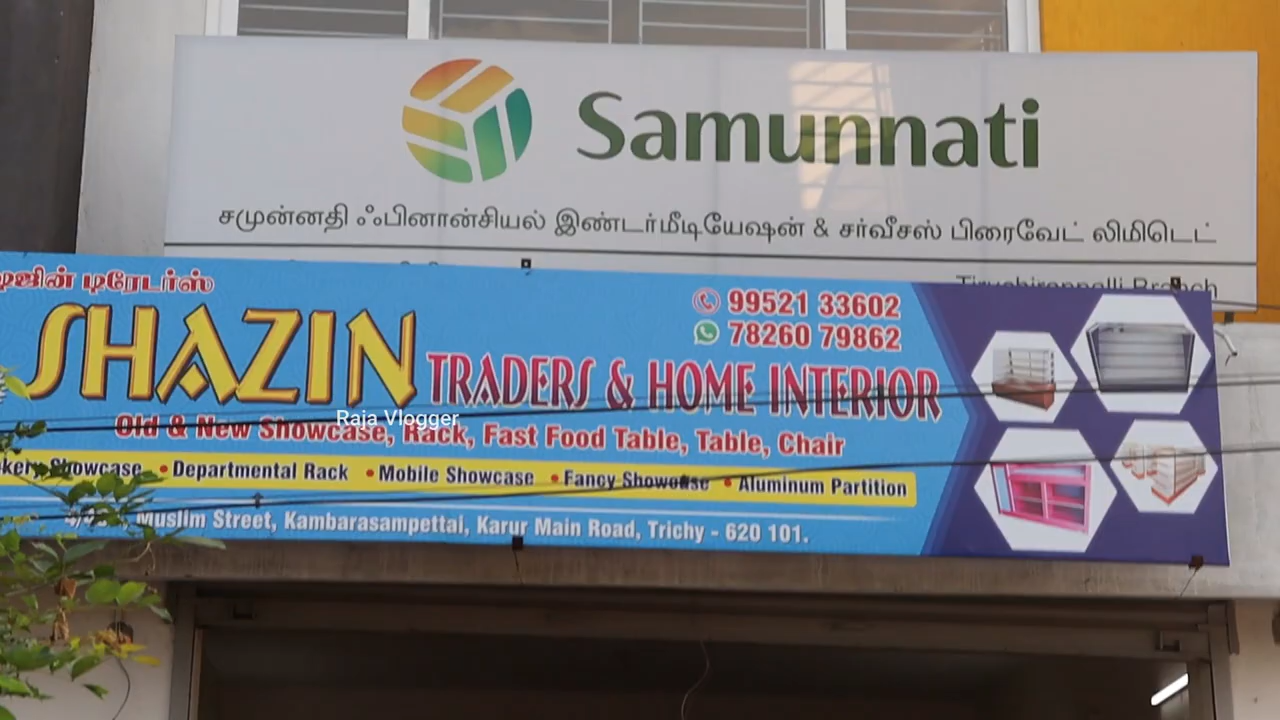 Samunnati
சமுன்னதி ஃபினான்சியல் இண்டர்மீடியேஷன் & சர்வீசஸ் பிரைவேட் லிமிடெட்
Tiruchirappalli Branch
டிரேடர்ஸ்
99521 33602
78260 79862
SHAZIN TRADERS & HOME INTERIOR
Raja Vlogger
Old & New Showcase, Rack, Fast Food Table, Table, Chair
Showcase • Departmental Rack • Mobile Showcase • Fancy Showcase • Aluminum Partition
Muslim Street, Kambarasampettai, Karur Main Road, Trichy - 620 101.